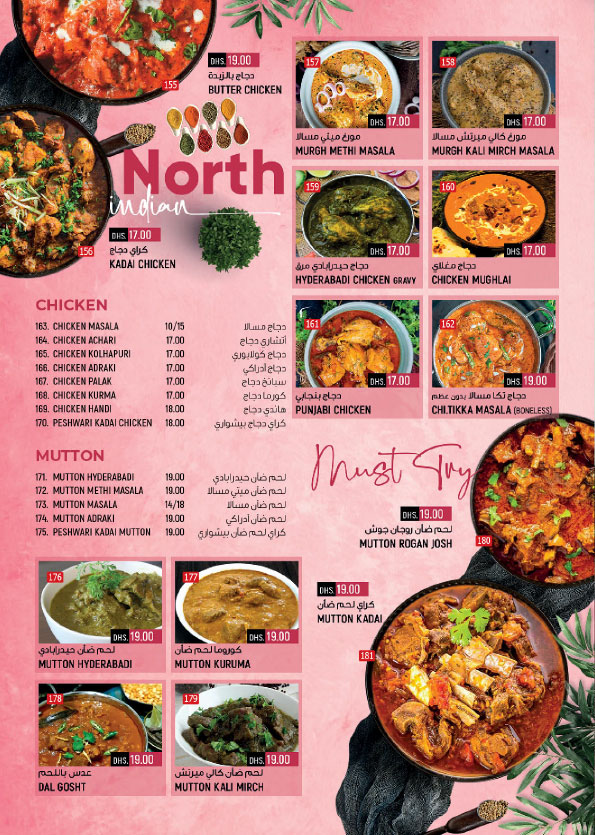 155
DHS. 19.00
دجاج بالزبدة
BUTTER CHICKEN
North
indian
156
DHS. 17.00
كراي دجاج
KADAI CHICKEN
157
DHS. 17.00
مورغ ميتي مسالا
MURGH METHI MASALA
158
DHS. 17.00
مورغ كالي ميرتش مسالا
MURGH KALI MIRCH MASALA
159
DHS. 17.00
دجاج حيدرابادي مرق
HYDERABADI CHICKEN GRAVY
160
DHS. 17.00
دجاج مغلاي
CHICKEN MUGHLAI
161
DHS. 17.00
دجاج بنجابي
PUNJABI CHICKEN
162
DHS. 17.00
دجاج تكا مسالا بدون عظم
CHI.TIKKA MASALA (BONELESS)
CHICKEN
163. CHICKEN MASALA 10/15 دجاج مسالا
164. CHICKEN ACHARI 17.00 أتشاري دجاج
165. CHICKEN KOLHAPURI 17.00 دجاج كولابوري
166. CHICKEN ADRAKI 17.00 دجاج أدراكي
167. CHICKEN PALAK 17.00 سبانخ دجاج
168. CHICKEN KURMA 17.00 كورما دجاج
169. CHICKEN HANDI 18.00 هاندي دجاج
170. PESHWARI KADAI CHICKEN 18.00 كراي دجاج بيشواري
MUTTON
171. MUTTON HYDERABADI 19.00 لحم ضأن حيدرابادي
172. MUTTON METHI MASALA 19.00 لحم ضأن ميتي مسالا
173. MUTTON MASALA 14/18 لحم ضأن مسالا
174. MUTTON ADRAKI 19.00 لحم ضأن أدراكي
175. PESHWARI KADAI MUTTON 19.00 كراي لحم ضأن بيشواري
Must Try
180
DHS. 19.00
لحم ضأن روجان جوش
MUTTON ROGAN JOSH
DHS. 19.00
كراي لحم ضأن
MUTTON KADAI
181
176
DHS. 19.00
لحم ضأن حيدرابادي
MUTTON HYDERABADI
177
DHS. 19.00
كوروما لحم ضأن
MUTTON KURUMA
178
DHS. 19.00
عدس باللحم
DAL GOSHT
179
DHS. 19.00
لحم ضأن كالي ميرتش
MUTTON KALI MIRCH